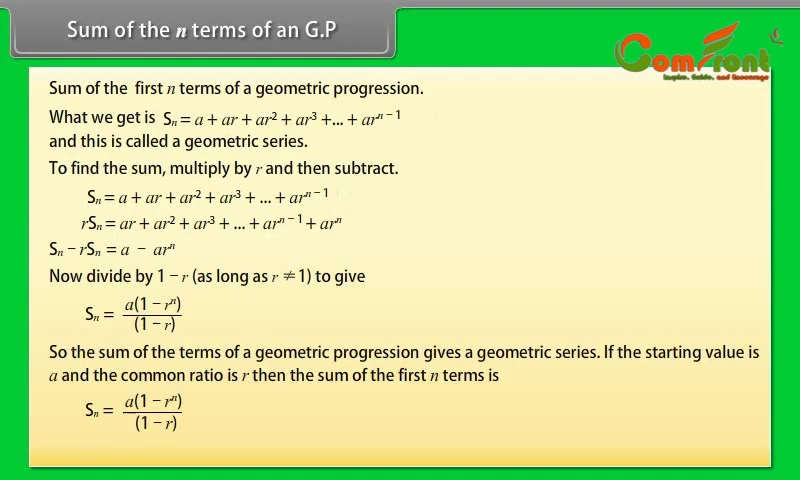 Sum of the n terms of an G.P
ComFront
Inspire, Guide, and Encourage
Sum of the first n terms of a geometric progression.
What we get is Sₙ = a + ar + ar² + ar³ +... + arⁿ⁻¹
and this is called a geometric series.
To find the sum, multiply by r and then subtract.
Sₙ = a + ar + ar² + ar³ + ... + arⁿ⁻¹
rSₙ = ar + ar² + ar³ + ... + arⁿ⁻¹ + arⁿ
Sₙ − rSₙ = a − arⁿ
Now divide by 1 − r (as long as r ≠ 1) to give
Sₙ = a(1 − rⁿ) / (1 − r)
So the sum of the terms of a geometric progression gives a geometric series. If the starting value is
a and the common ratio is r then the sum of the first n terms is
Sₙ = a(1 − rⁿ) / (1 − r)